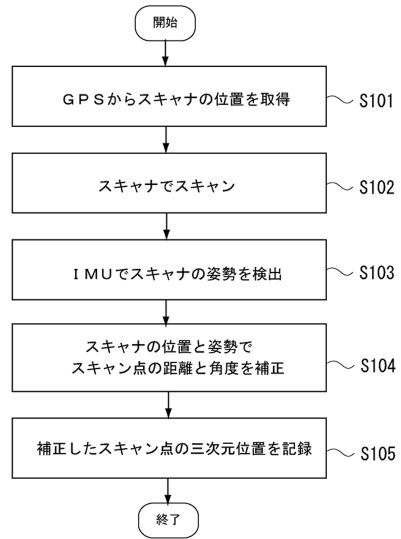 開始
ＧＰＳからスキャナの位置を取得
S101
スキャナでスキャン
S102
ＩＭＵでスキャナの姿勢を検出
S103
スキャナの位置と姿勢で
スキャン点の距離と角度を補正
S104
補正したスキャン点の三次元位置を記録
S105
終了